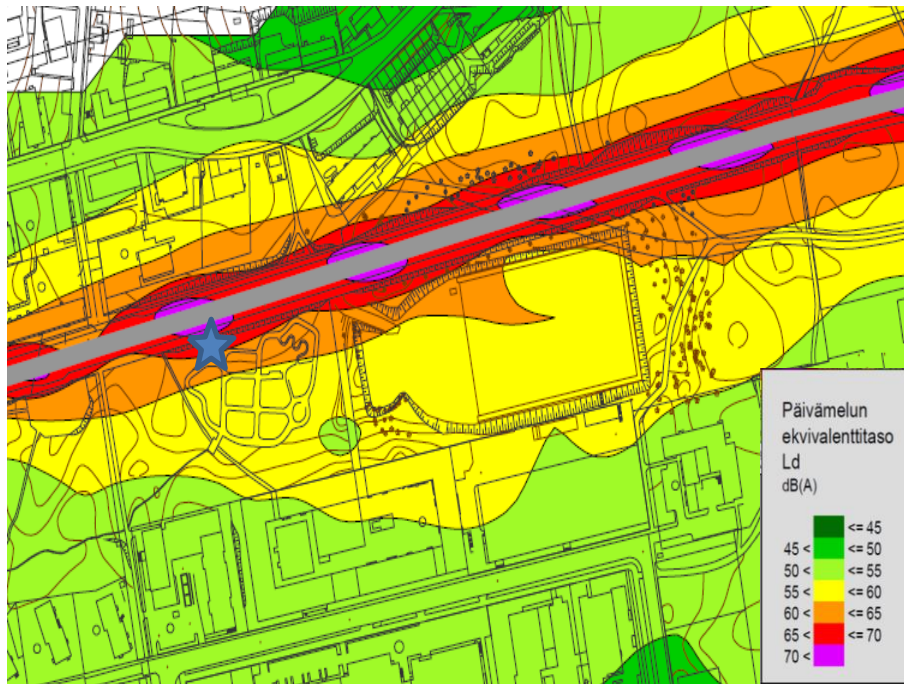 Päivämelun
ekvivalenttitaso
Ld
dB(A)
<= 45
45 < <= 50
50 < <= 55
55 < <= 60
60 < <= 65
65 < <= 70
70 <